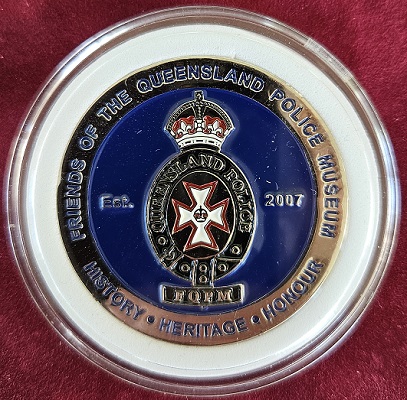 FRIENDS OF THE QUEENSLAND POLICE MUSEUM
Est. 2007
QUEENSLAND POLICE
FQPM
HISTORY • HERITAGE • HONOUR